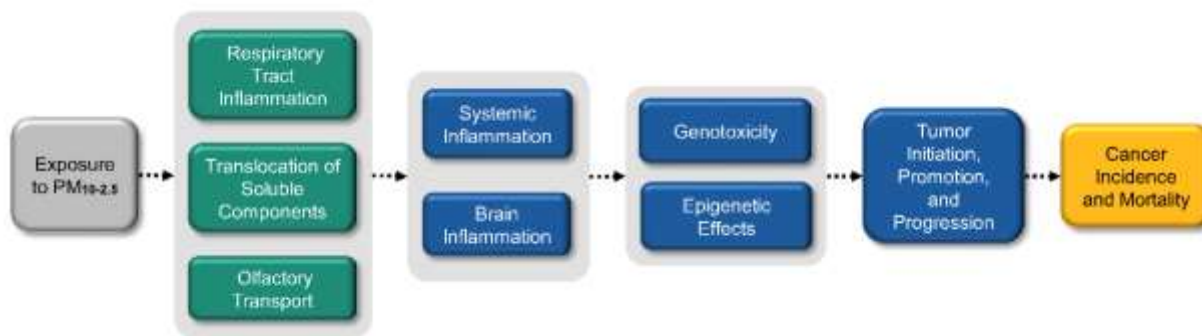 Exposure
to PM10-2.5
Respiratory
Tract
Inflammation
Translocation of
Soluble
Components
Olfactory
Transport
Systemic
Inflammation
Brain
Inflammation
Genotoxicity
Epigenetic
Effects
Tumor
Initiation,
Promotion,
and
Progression
Cancer
Incidence
and Mortality